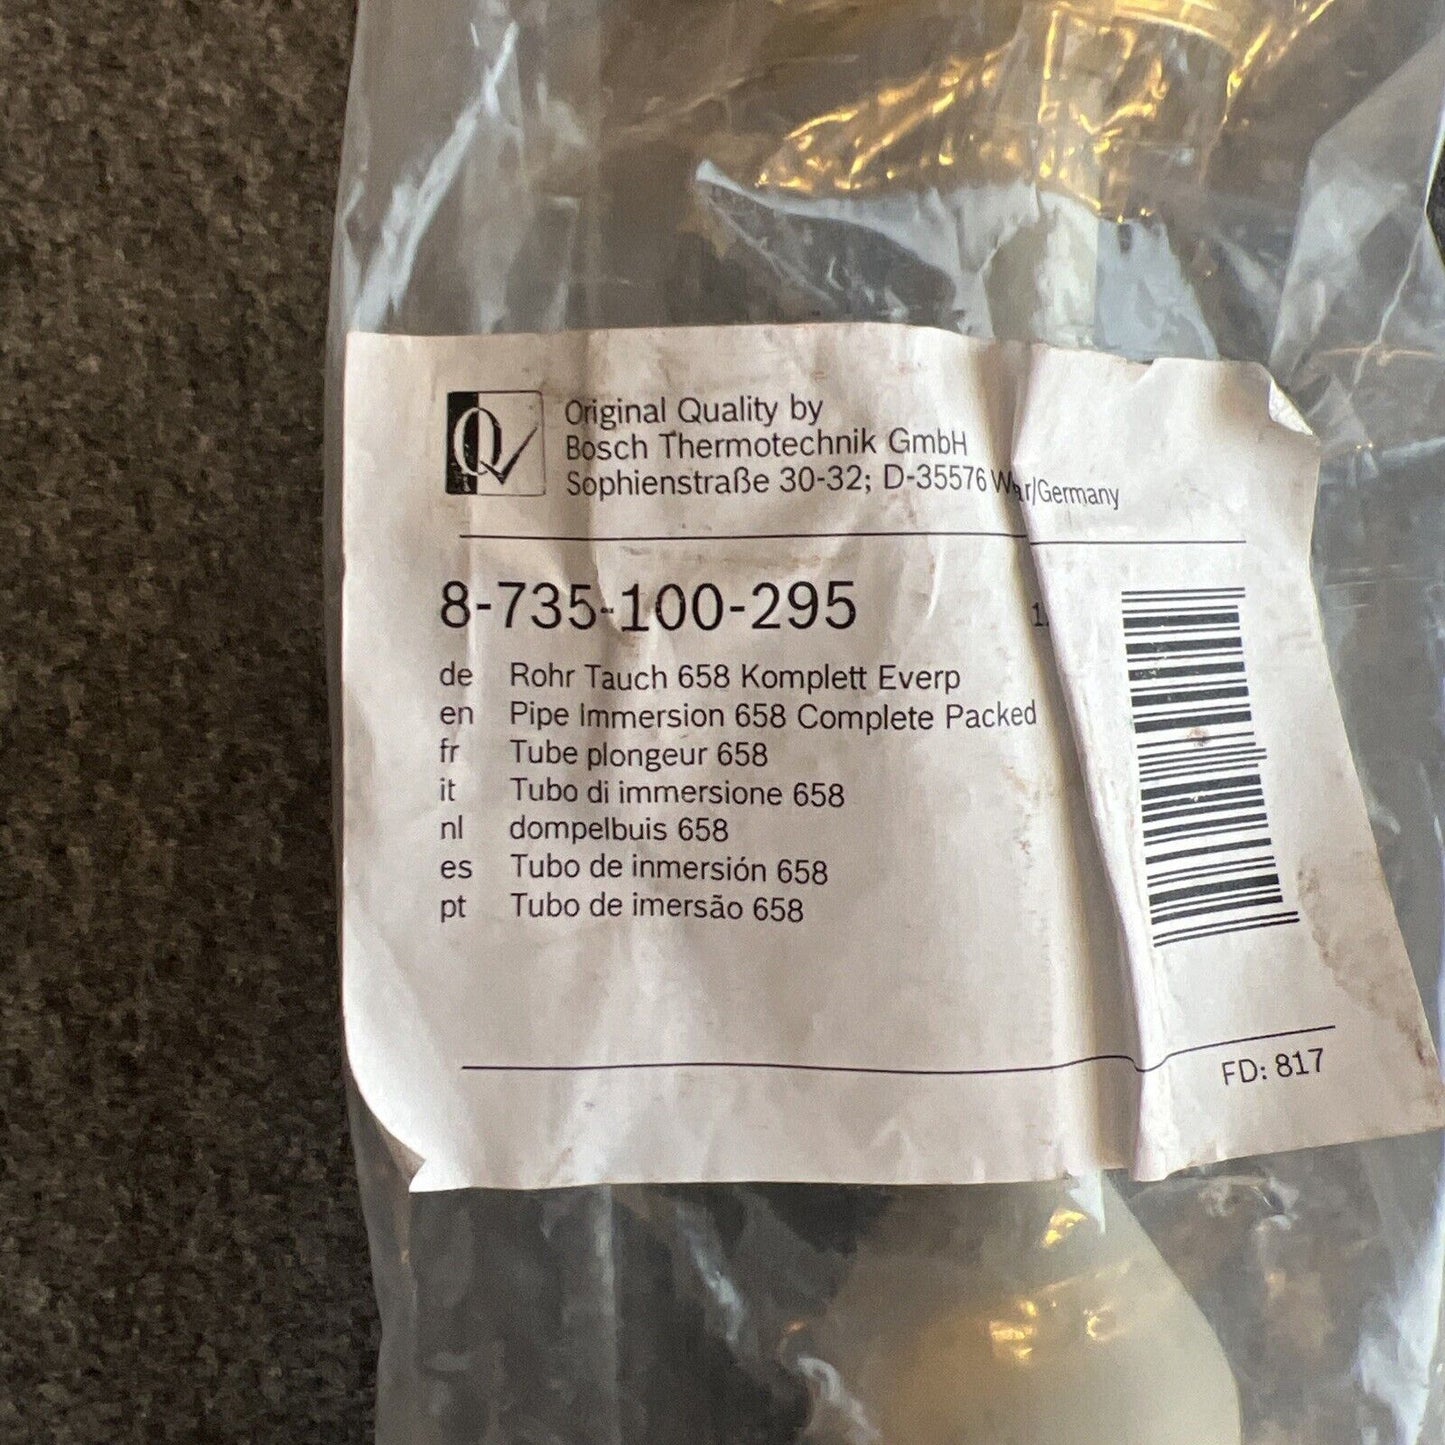 Original Quality by
Bosch Thermotechnik GmbH
Sophienstraße 30-32; D-35576 /Germany
8-735-100-295
de Rohr Tauch 658 Komplett Everp
en Pipe Immersion 658 Complete Packed
fr Tube plongeur 658
it Tubo di immersione 658
nl dompelbuis 658
es Tubo de inmersión 658
pt Tubo de imersão 658
FD: 817